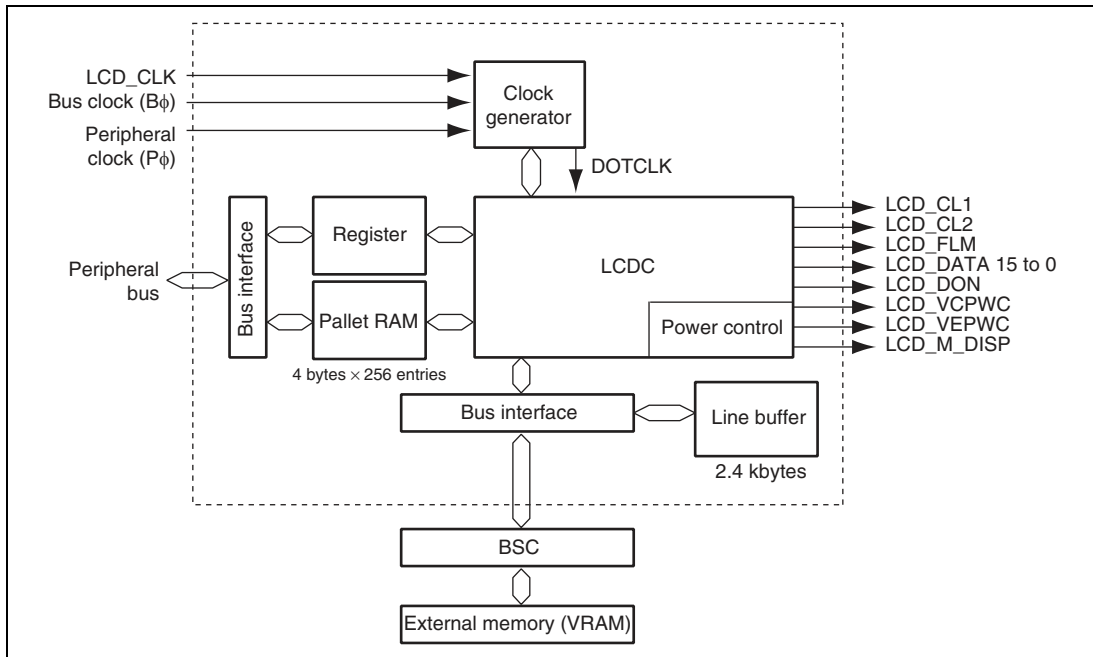 LCD_CLK
Bus clock (Bϕ)
Peripheral
clock (Pϕ)
Clock
generator
DOTCLK
Peripheral
bus
Bus interface
Register
Pallet RAM
4 bytes × 256 entries
LCDC
Power control
LCD_CL1
LCD_CL2
LCD_FLM
LCD_DATA 15 to 0
LCD_DON
LCD_VCPWC
LCD_VEPWC
LCD_M_DISP
Bus interface
Line buffer
2.4 kbytes
BSC
External memory (VRAM)